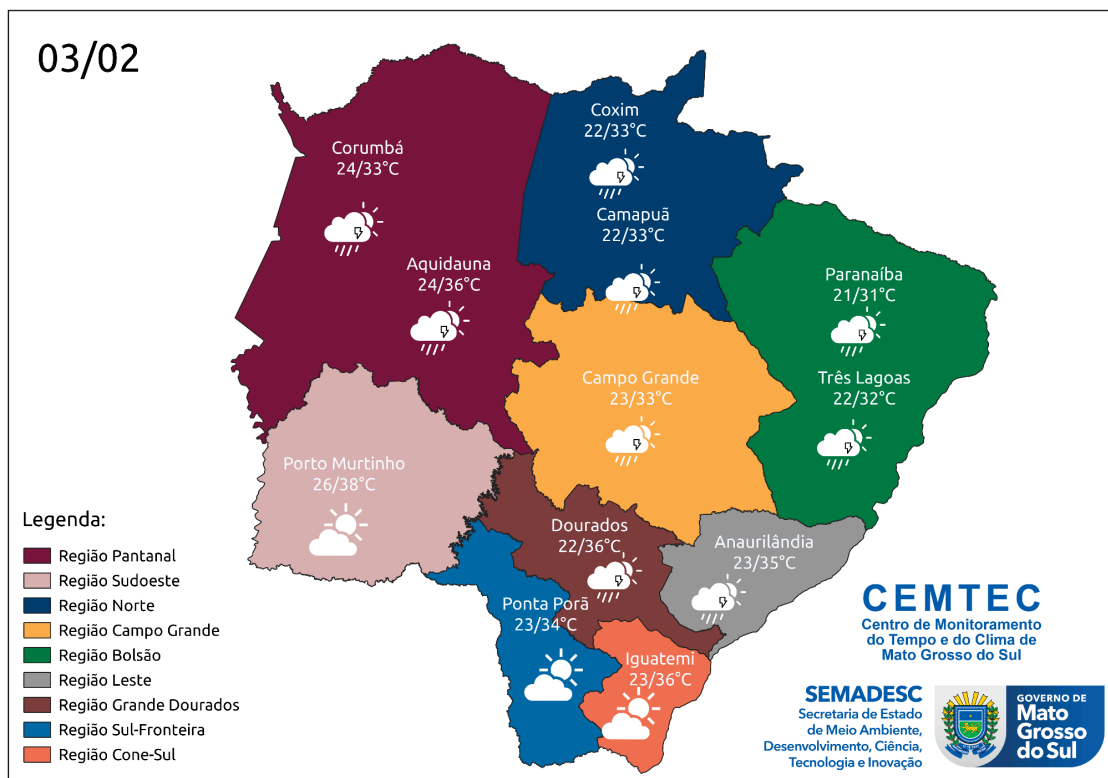 03/02
Coxim
22/33°C
Corumbá
24/33°C
Camapuã
22/33°C
Aquidauna
24/36°C
Paranaíba
21/31°C
Campo Grande
23/33°C
Três Lagoas
22/32°C
Porto Murtinho
26/38°C
Dourados
22/36°C
Anaurilândia
23/35°C
Ponta Porã
23/34°C
Iguatemi
23/36°C
Legenda:
Região Pantanal
Região Sudoeste
Região Norte
Região Campo Grande
Região Bolsão
Região Leste
Região Grande Dourados
Região Sul-Fronteira
Região Cone-Sul
CEMTEC
Centro de Monitoramento
do Tempo e do Clima de
Mato Grosso do Sul
SEMADESC
Secretaria de Estado
de Meio Ambiente,
Desenvolvimento, Ciência,
Tecnologia e Inovação
GOVERNO DE
Mato
Grosso
do Sul